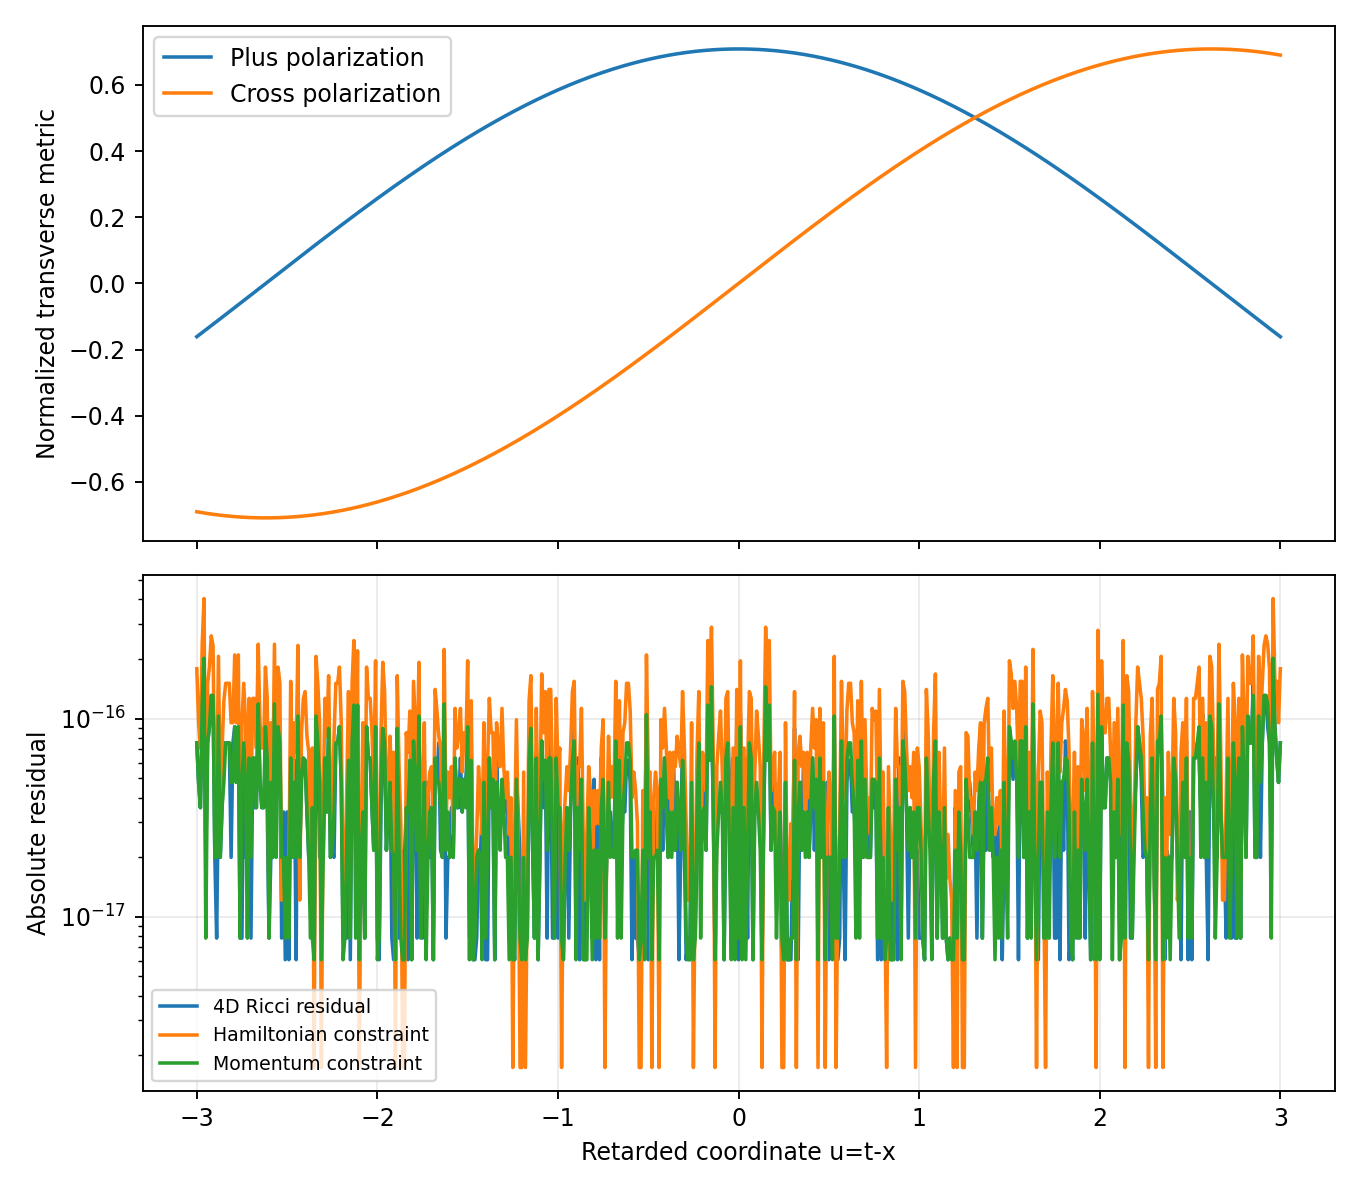 Plus polarization
Cross polarization
Normalized transverse metric
0.6
0.4
0.2
0.0
−0.2
−0.4
−0.6
Absolute residual
10−16
10−17
4D Ricci residual
Hamiltonian constraint
Momentum constraint
−3
−2
−1
0
1
2
3
Retarded coordinate u=t-x